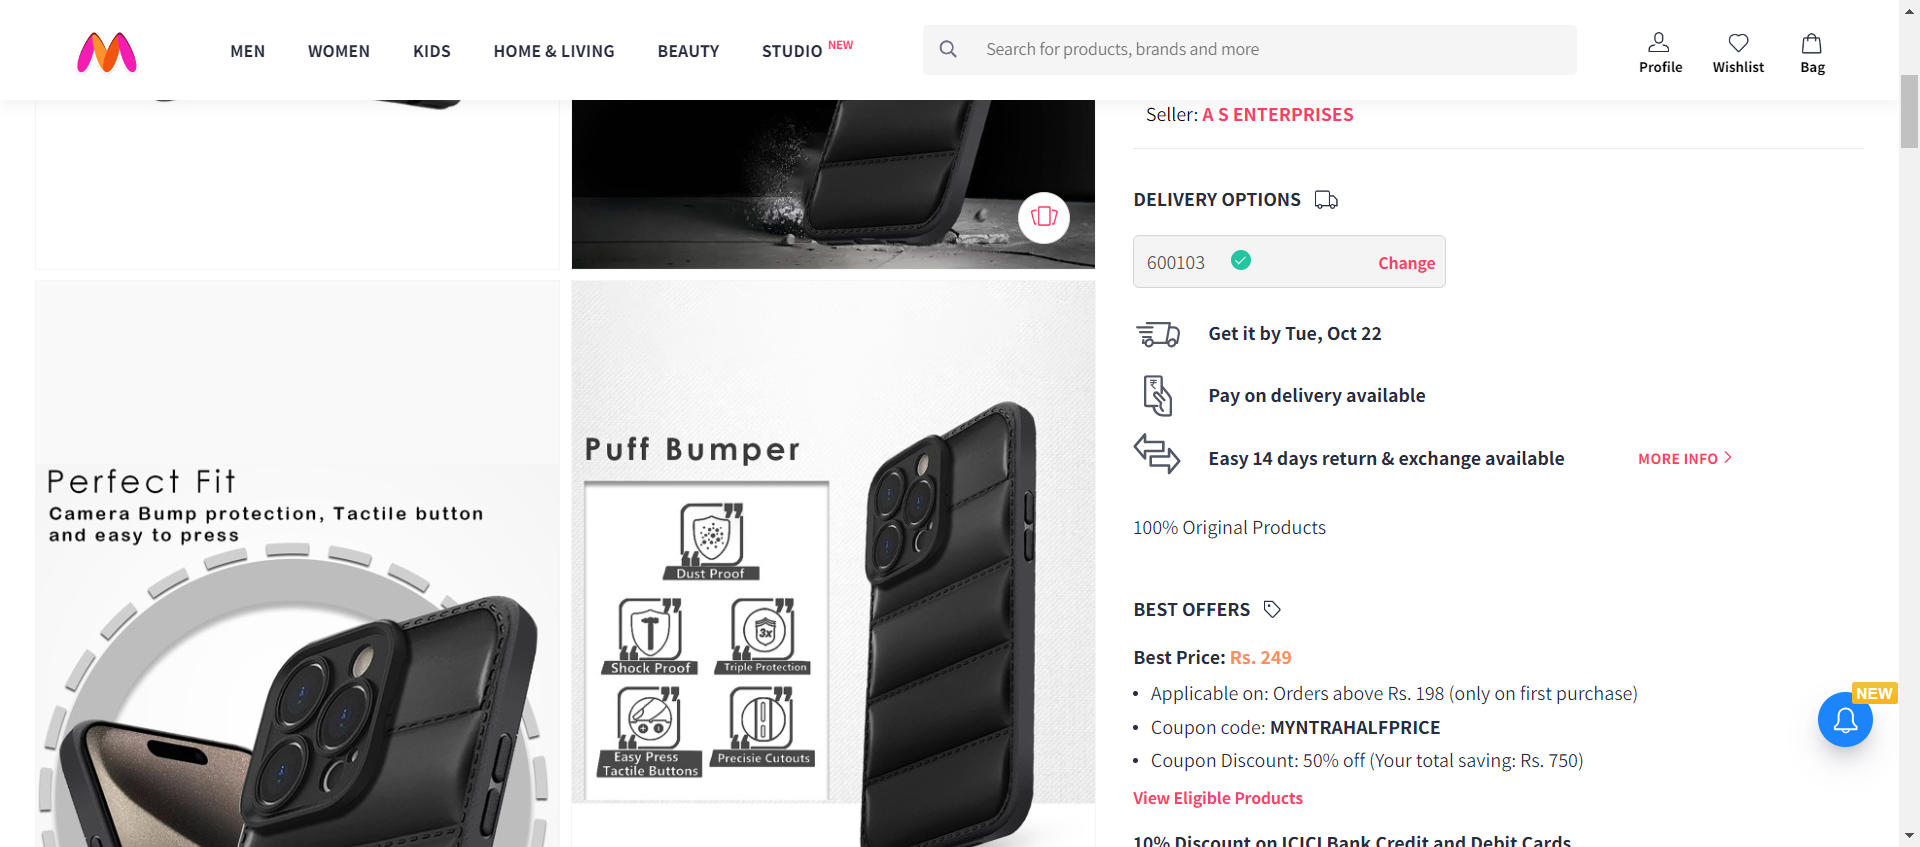 MEN
WOMEN
KIDS
HOME & LIVING
BEAUTY
STUDIO NEW
Search for products, brands and more
Profile
Wishlist
Bag
Seller: A S ENTERPRISES
DELIVERY OPTIONS
600103
Change
Get it by Tue, Oct 22
Pay on delivery available
Easy 14 days return & exchange available
MORE INFO >
100% Original Products
BEST OFFERS
Best Price: Rs. 249
• Applicable on: Orders above Rs. 198 (only on first purchase)
• Coupon code: MYNTRAHALFPRICE
• Coupon Discount: 50% off (Your total saving: Rs. 750)
View Eligible Products
10% Discount on ICICI Bank Credit and Debit Cards
NEW
Perfect Fit
Camera Bump protection, Tactile button
and easy to press
Puff Bumper
Dust Proof
Shock Proof
3x
Triple Protection
Easy Press
Tactile Buttons
Precisie Cutouts